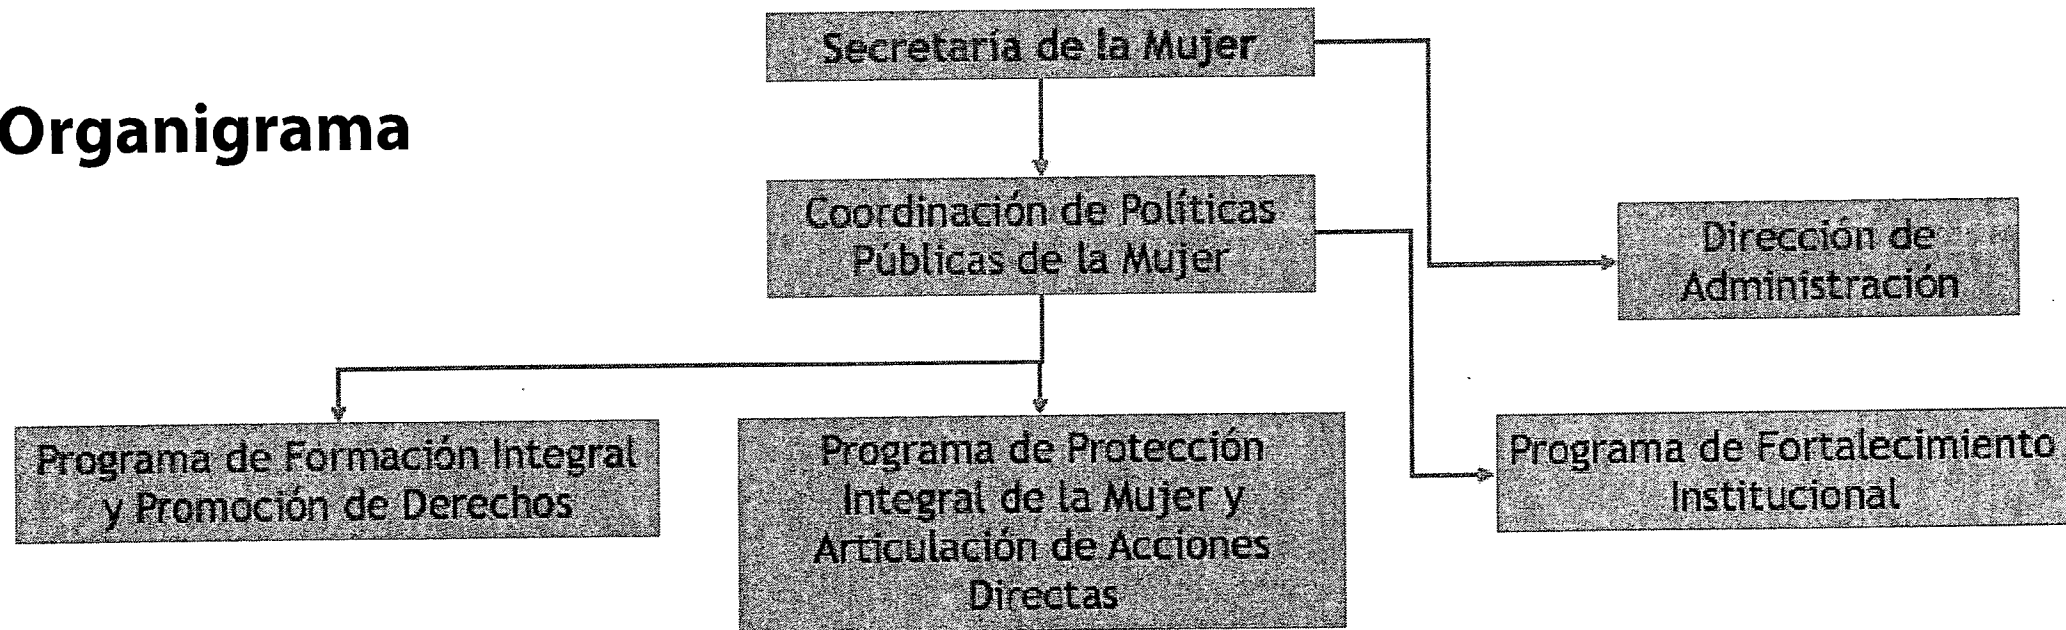 Secretaría de la Mujer
Organigrama
Coordinación de Políticas
Públicas de la Mujer
Dirección de
Administración
Programa de Formación Integral
y Promoción de Derechos
Programa de Protección
Integral de la Mujer y
Articulación de Acciones
Directas
Programa de Fortalecimiento
Institucional